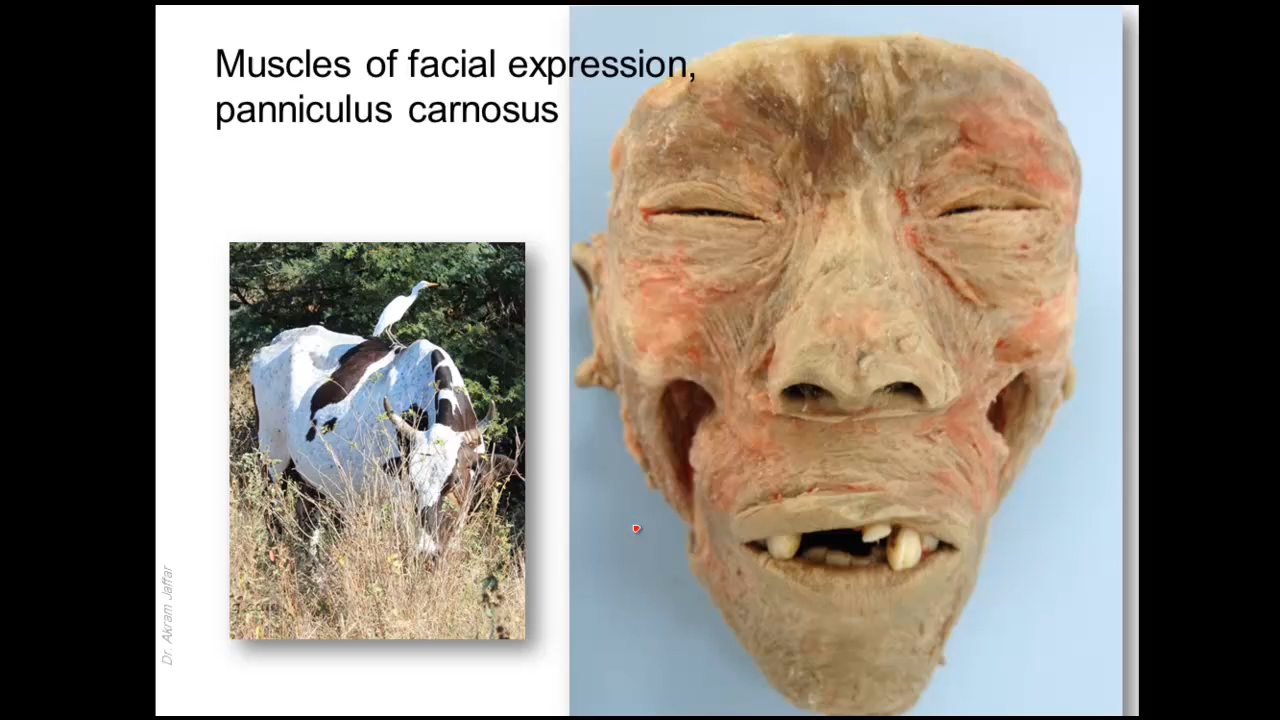 Muscles of facial expression,
panniculus carnosus
Dr. Akram Jaffar